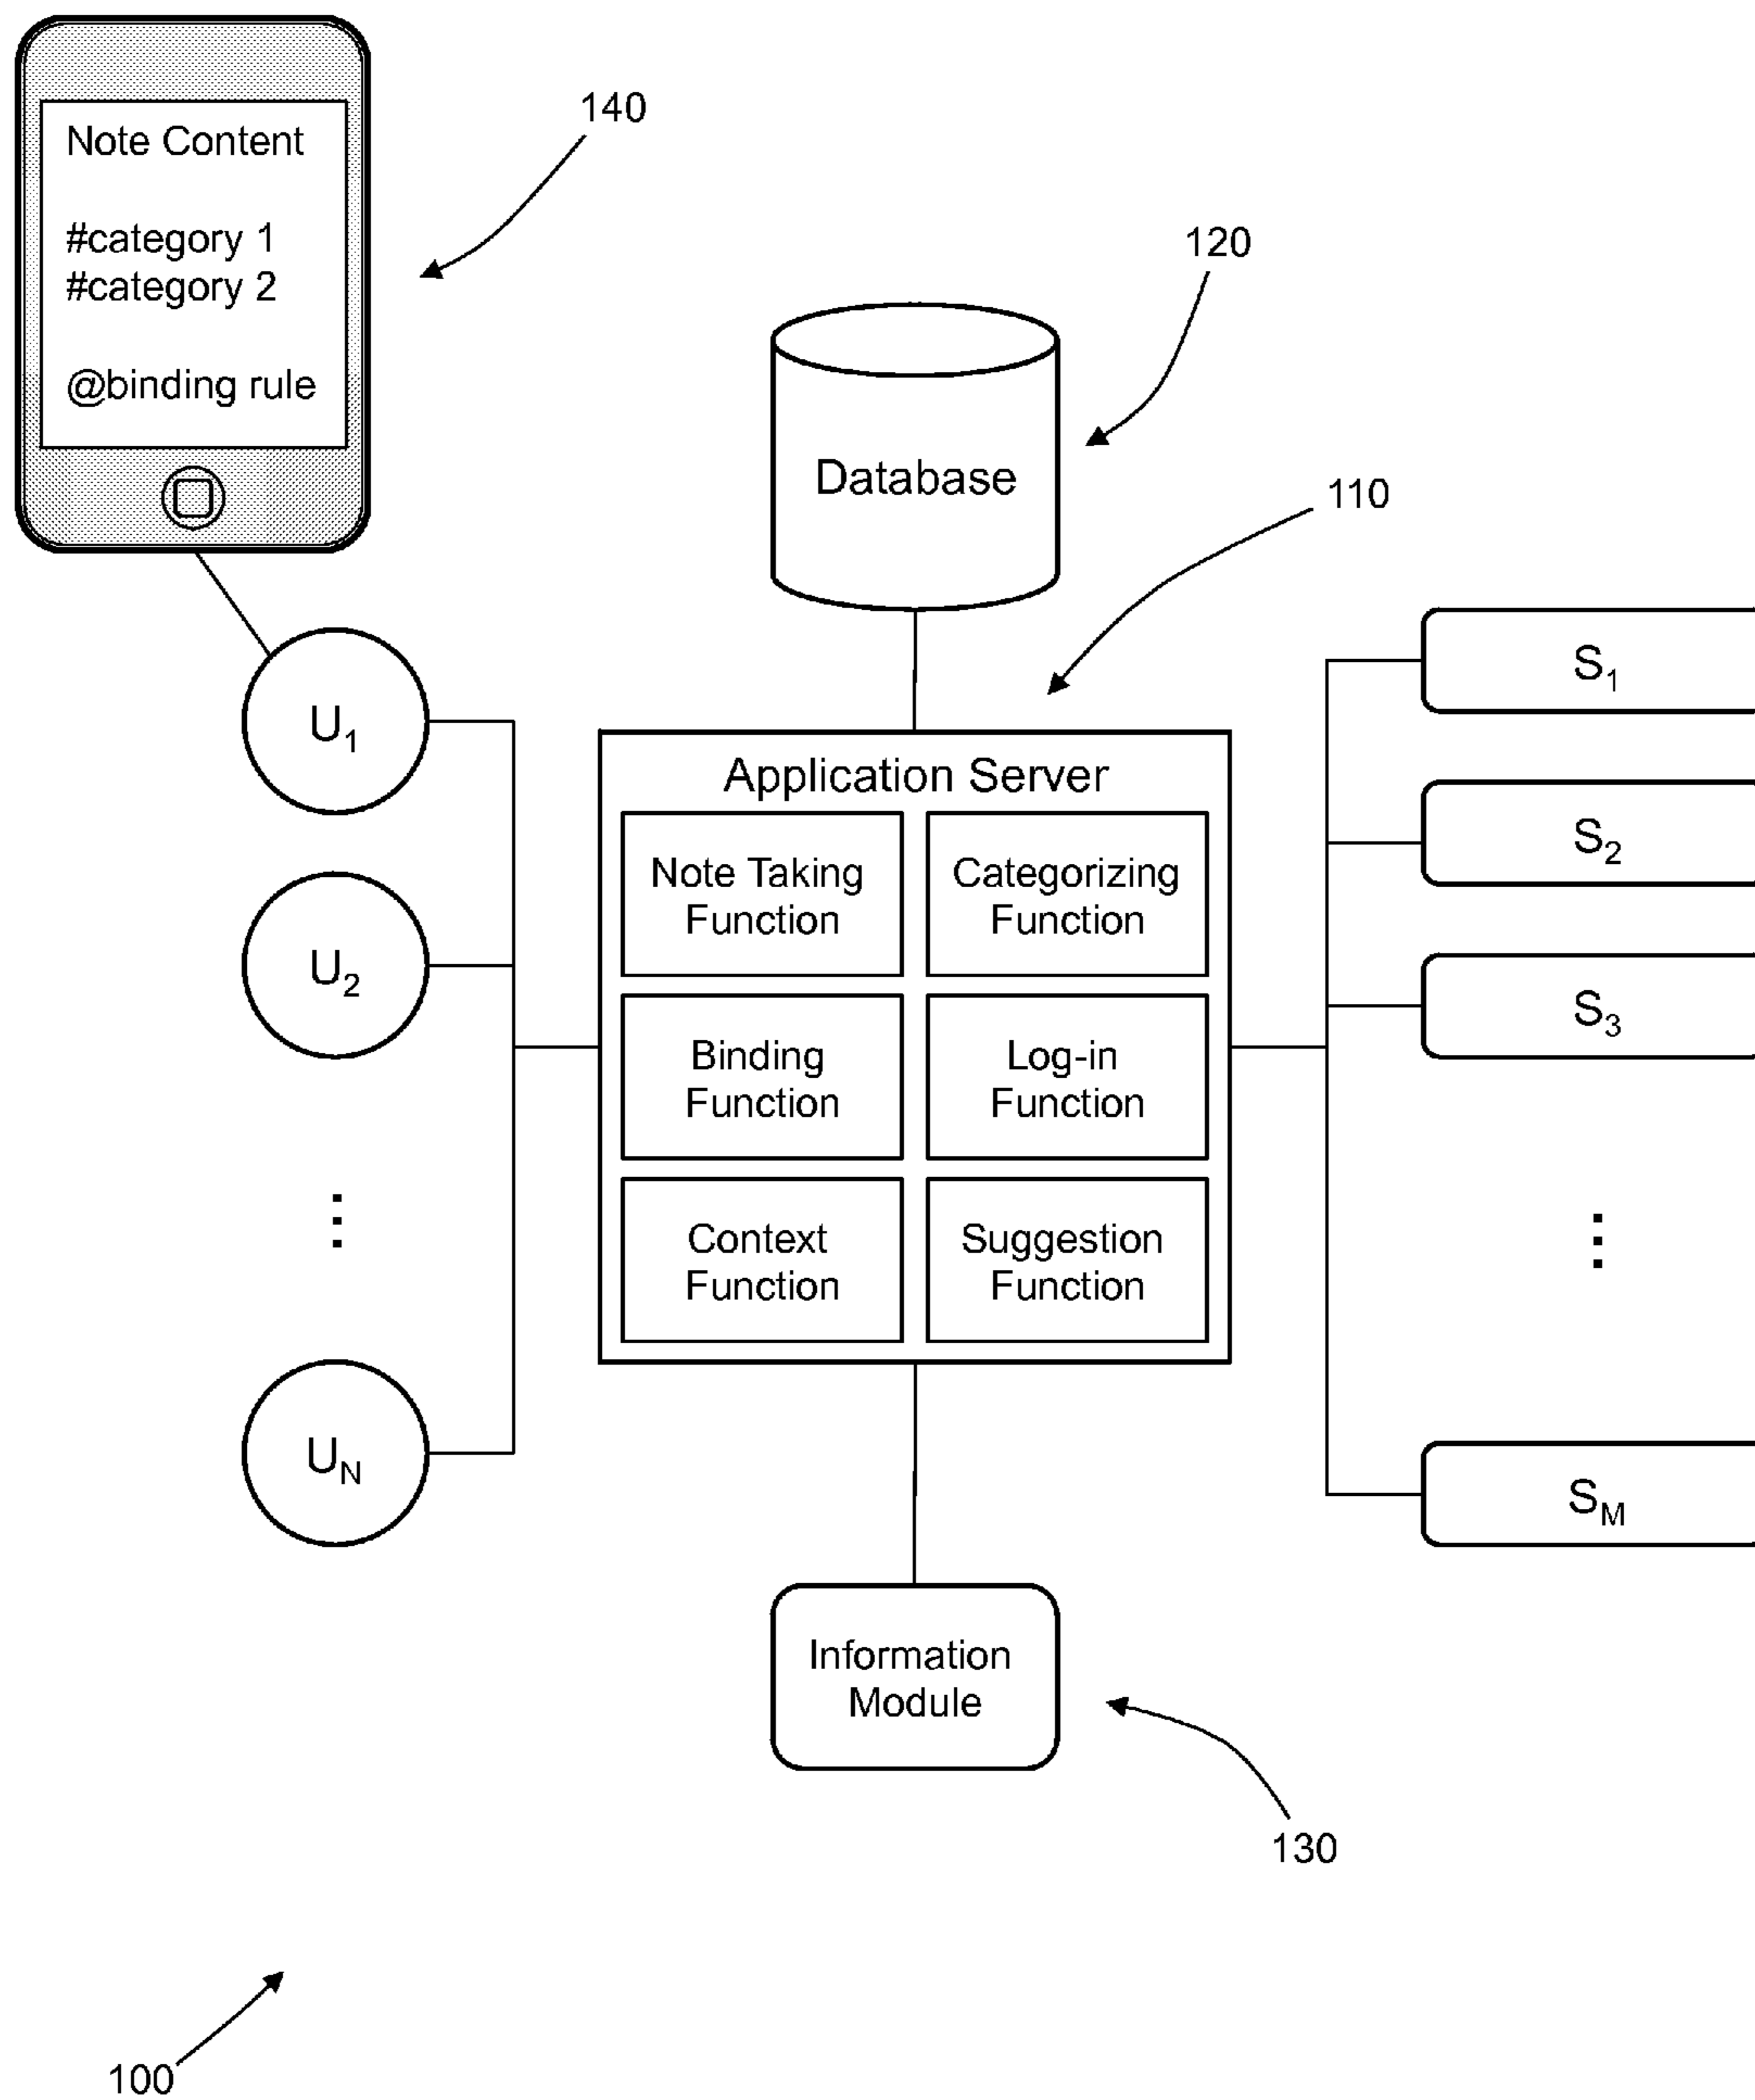 Note Content
#category 1
#category 2
@binding rule
140
120
Database
110
U1
U2
⋮
UN
Application Server
Note Taking
Function
Categorizing
Function
Binding
Function
Log-in
Function
Context
Function
Suggestion
Function
S1
S2
S3
⋮
SM
Information
Module
130
100